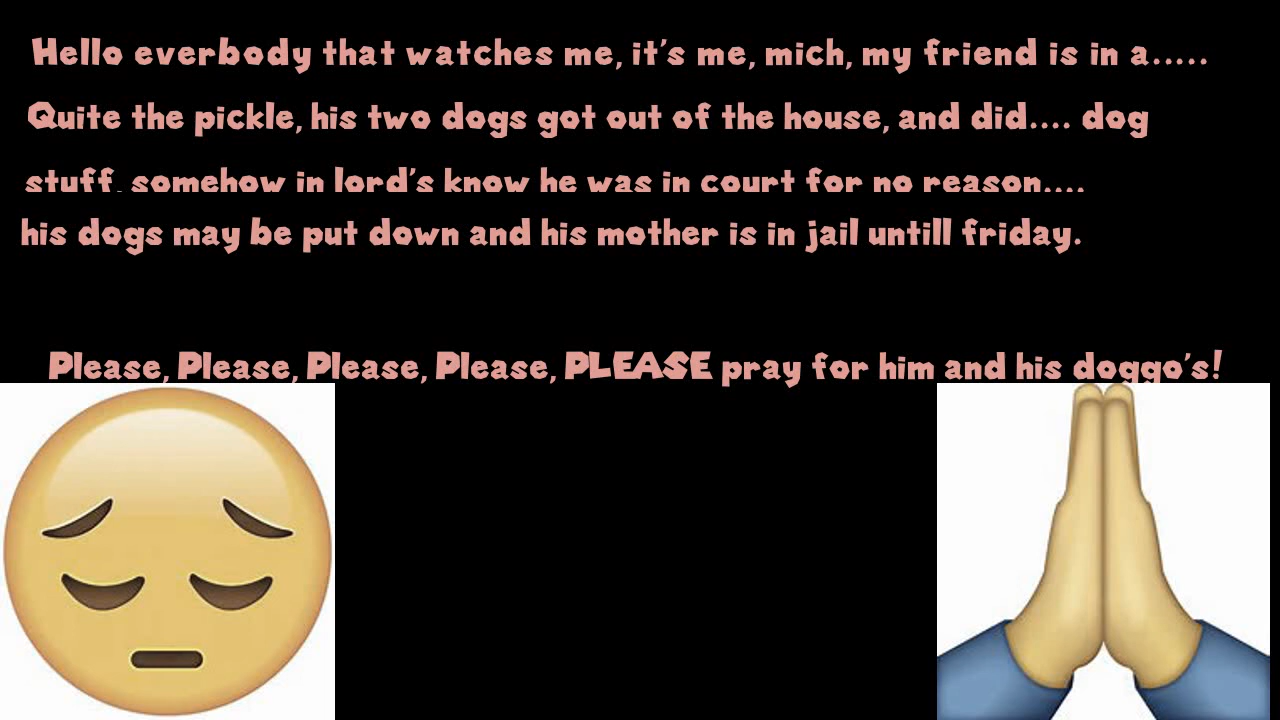 Hello everbody that watches me, it's me, mich, my friend is in a.....
Quite the pickle, his two dogs got out of the house, and did.... dog
stuff. somehow in lord's know he was in court for no reason....
his dogs may be put down and his mother is in jail untill friday.
Please, Please, Please, Please, PLEASE pray for him and his doggo's!